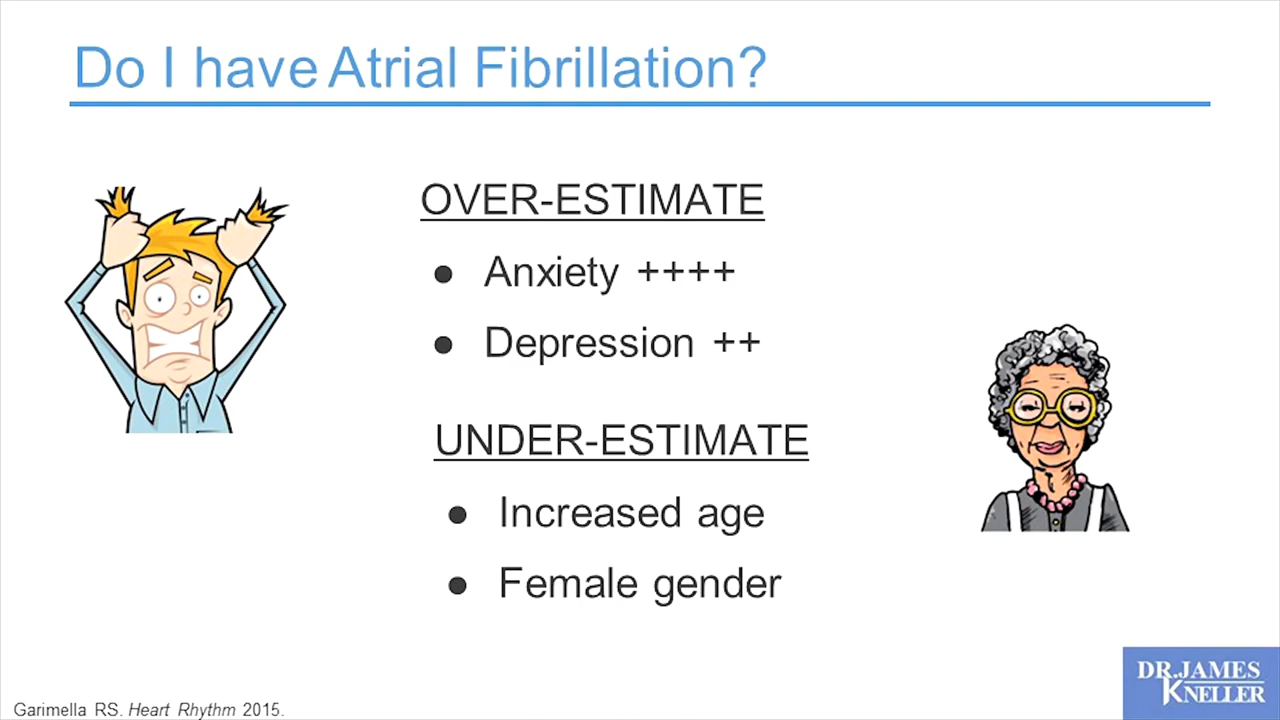 Do I have Atrial Fibrillation?
OVER-ESTIMATE
● Anxiety ++++
● Depression ++
UNDER-ESTIMATE
● Increased age
● Female gender
DR.JAMES
KNELLER
Garimella RS. Heart Rhythm 2015.